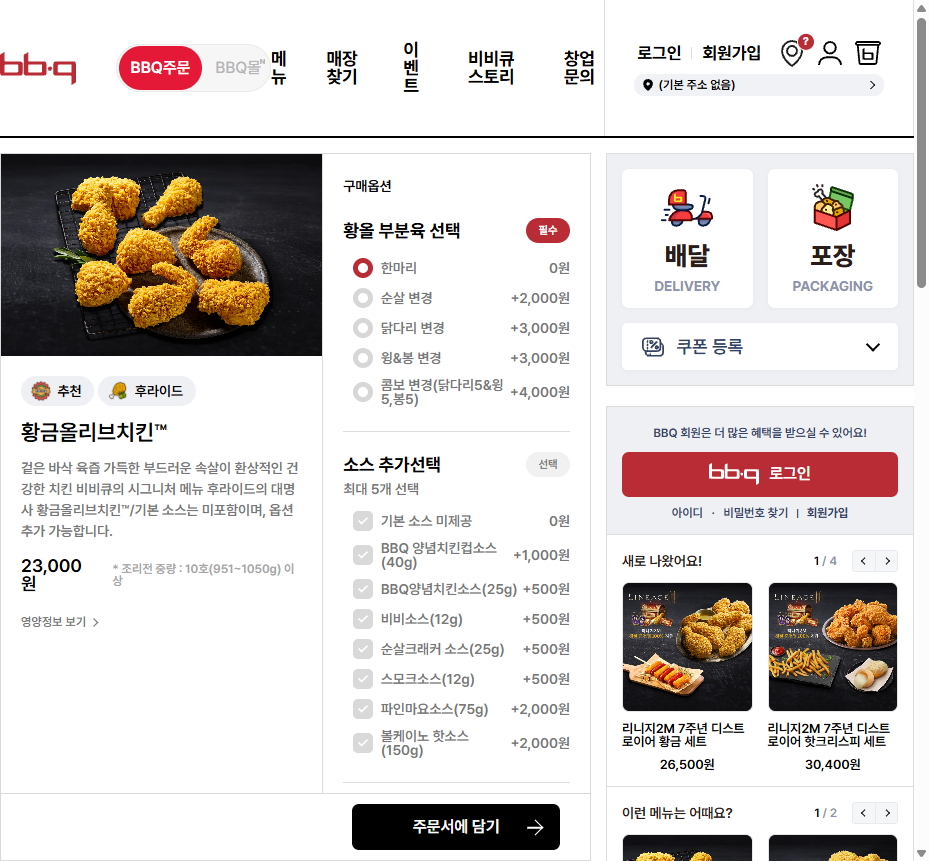 bb·q
BBQ주문
BBQ몰
N
메
뉴
매장
찾기
이
벤
트
비비큐
스토리
창업
문의
로그인
회원가입
?
(기본 주소 없음)
구매옵션
황올 부분육 선택
필수
한마리
0원
순살 변경
+2,000원
닭다리 변경
+3,000원
윙&봉 변경
+3,000원
콤보 변경(닭다리5&윙
5,봉5)
+4,000원
소스 추가선택
선택
최대 5개 선택
기본 소스 미제공
0원
BBQ 양념치킨컵소스
(40g)
+1,000원
BBQ양념치킨소스(25g)
+500원
비비소스(12g)
+500원
순살크래커 소스(25g)
+500원
스모크소스(12g)
+500원
파인마요소스(75g)
+2,000원
볼케이노 핫소스
(150g)
+2,000원
추천
후라이드
황금올리브치킨™
겉은 바삭 육즙 가득한 부드러운 속살이 환상적인 건
강한 치킨 비비큐의 시그니처 메뉴 후라이드의 대명
사 황금올리브치킨™/기본 소스는 미포함이며, 옵션
추가 가능합니다.
23,000
원
* 조리전 중량 : 10호(951~1050g) 이
상
영양정보 보기
주문서에 담기
배달
DELIVERY
포장
PACKAGING
쿠폰 등록
BBQ 회원은 더 많은 혜택을 받으실 수 있어요!
bb·q 로그인
아이디 · 비밀번호 찾기 | 회원가입
새로 나왔어요!
1 / 4
LINEAGE
LINEAGE
리니지2M 7주년 디스트
로이어 황금 세트
26,500원
리니지2M 7주년 디스트
로이어 핫크리스피 세트
30,400원
이런 메뉴는 어때요?
1 / 2